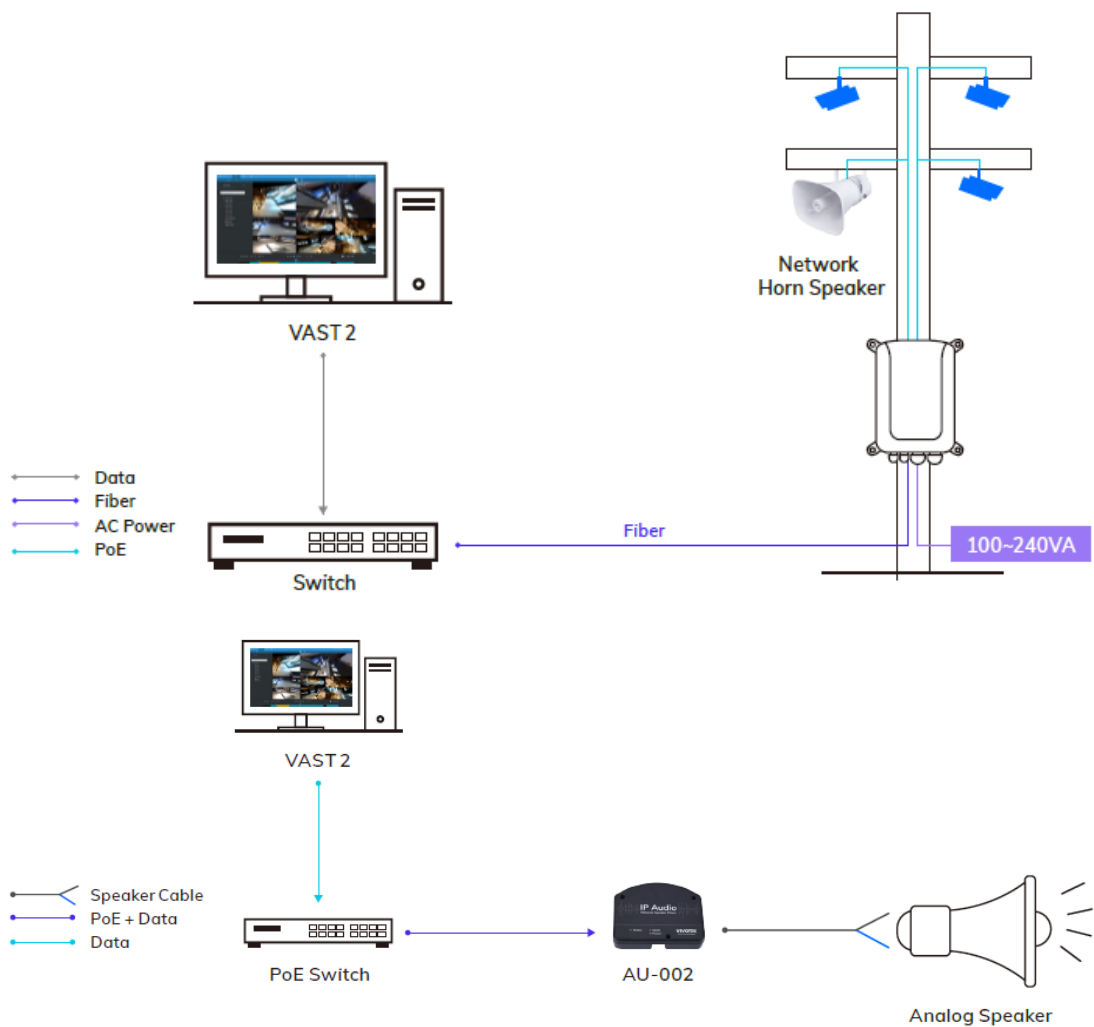 Network
Horn Speaker
VAST 2
Data
Fiber
AC Power
PoE
Switch
Fiber
100~240VA
VAST 2
Speaker Cable
PoE + Data
Data
PoE Switch
IP Audio
VIVOTEK
AU-002
Analog Speaker